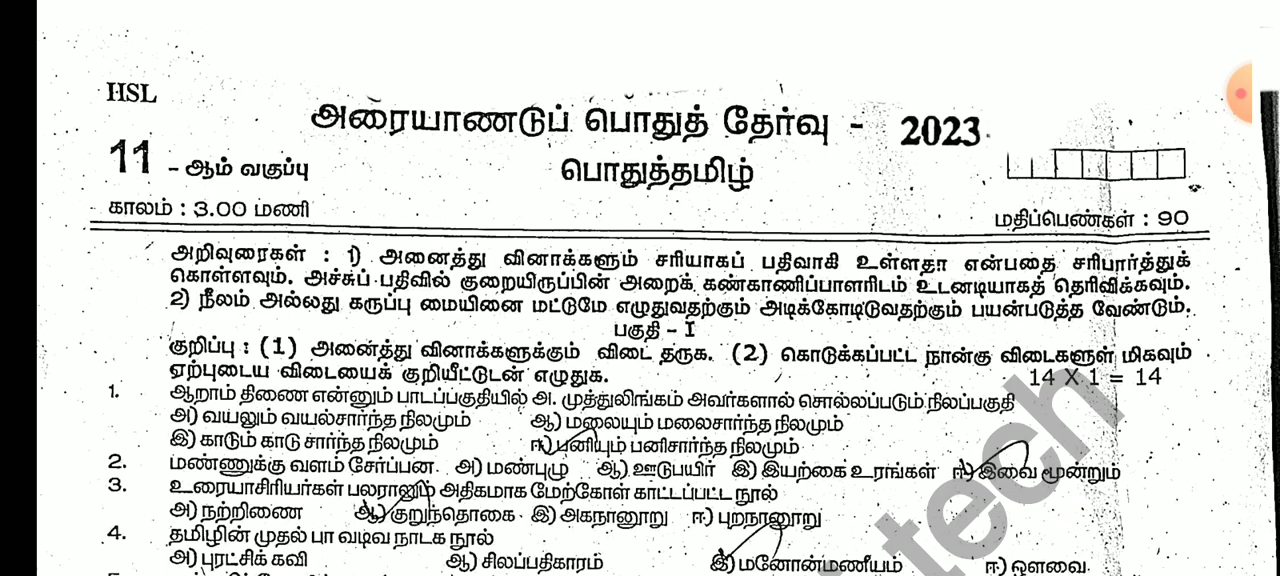 HSL
அரையாணடுப் பொதுத் தேர்வு - 2023
11 - ஆம் வகுப்பு
பொதுத்தமிழ்
காலம் : 3.00 மணி
மதிப்பெண்கள் : 90
அறிவுரைகள் : 1) அனைத்து வினாக்களும் சரியாகப் பதிவாகி உள்ளதா என்பதை சரிபார்த்துக்
கொள்ளவும். அச்சுப் பதிவில் குறையிருப்பின் அறைக் கண்காணிப்பாளரிடம் உடனடியாகத் தெரிவிக்கவும்.
2) நீலம் அல்லது கருப்பு மையினை மட்டுமே எழுதுவதற்கும் அடிக்கோடிடுவதற்கும் பயன்படுத்த வேண்டும்.
பகுதி - I
குறிப்பு : (1) அனைத்து வினாக்களுக்கும் விடை தருக. (2) கொடுக்கப்பட்ட நான்கு விடைகளுள் மிகவும்
ஏற்புடைய விடையைக் குறியீட்டுடன் எழுதுக. 14 X 1 = 14
1. ஆறாம் திணை என்னும் பாடப்பகுதியில் அ. முத்துலிங்கம் அவர்களால் சொல்லப்படும் நிலப்பகுதி
அ) வயலும் வயல்சார்ந்த நிலமும் ஆ) மலையும் மலைசார்ந்த நிலமும்
இ) காடும் காடு சார்ந்த நிலமும் ஈ) பனியும் பனிசார்ந்த நிலமும்
2. மண்ணுக்கு வளம் சேர்ப்பன. அ) மண்புழு ஆ) ஊடுபயிர் இ) இயற்கை உரங்கள் ஈ) இவை மூன்றும்
3. உரையாசிரியர்கள் பலராலும் அதிகமாக மேற்கோள் காட்டப்பட்ட நூல்
அ) நற்றிணை ஆ) குறுந்தொகை இ) அகநானூறு ஈ) புறநானூறு
4. தமிழின் முதல் பா வடிவ நாடக நூல்
அ) புரட்சிக் கவி ஆ) சிலப்பதிகாரம் இ) மனோன்மணீயம் ஈ) ஔவை
tech